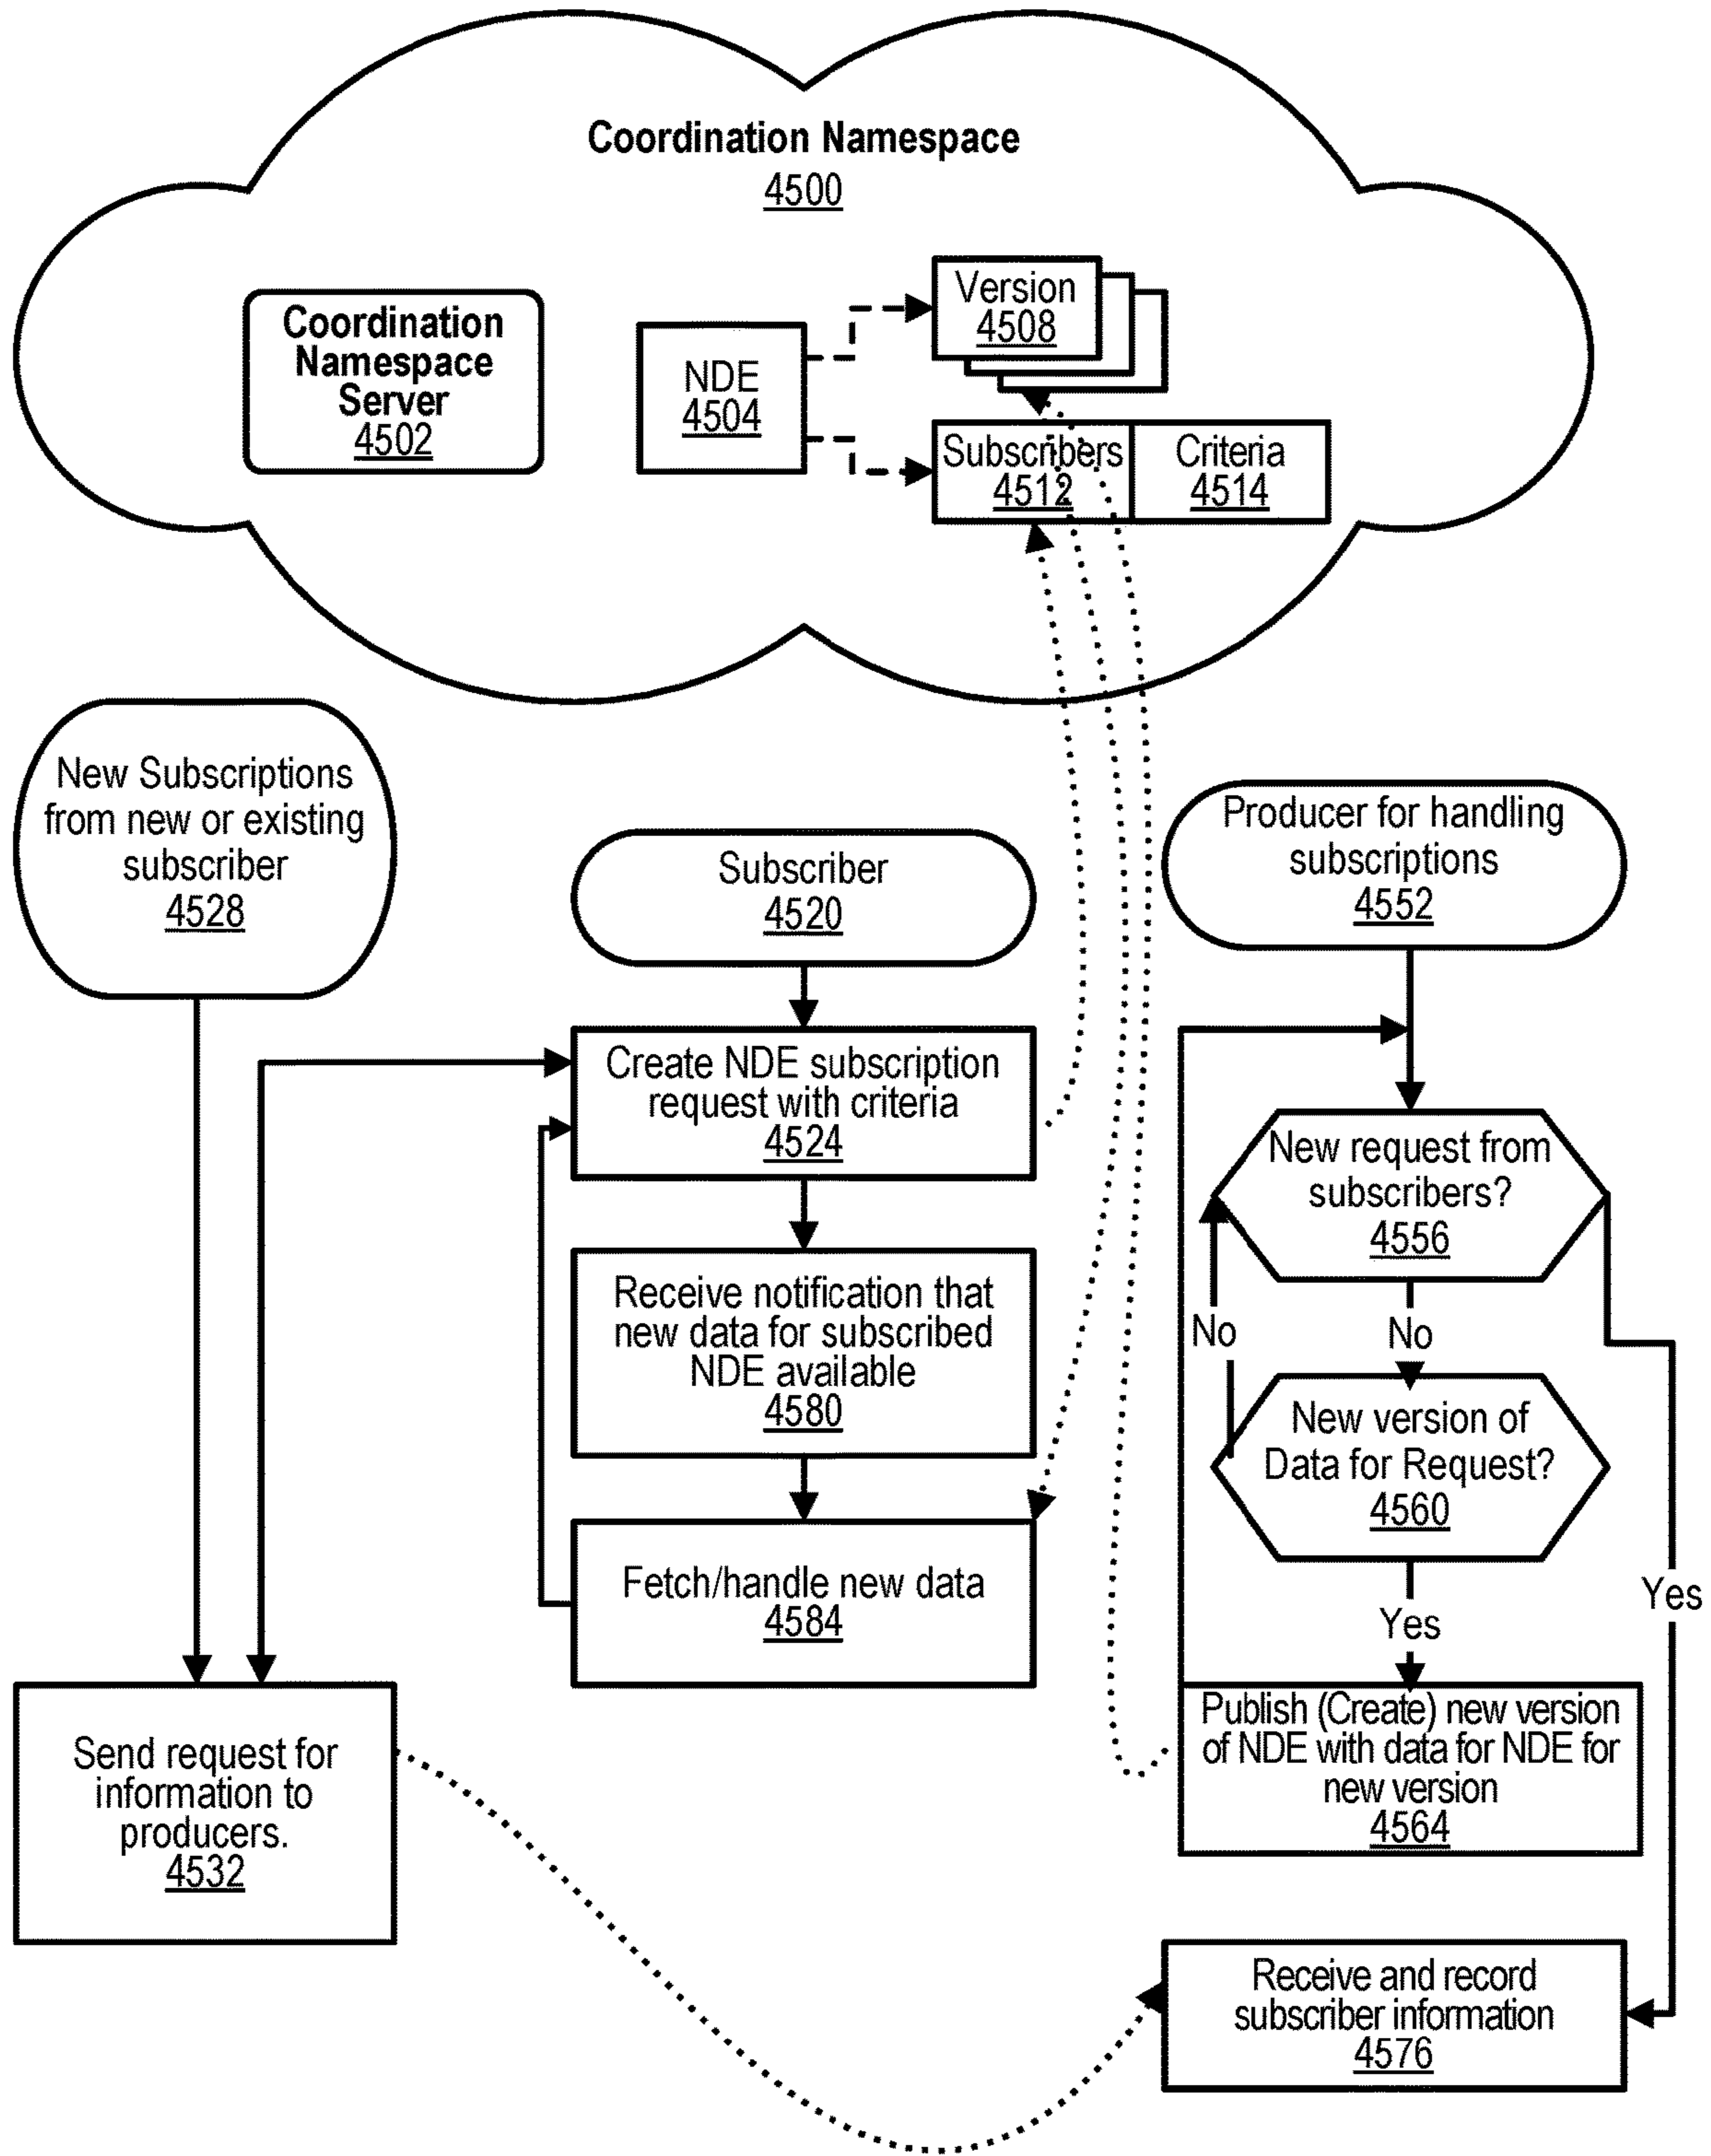 Coordination Namespace
4500
Coordination
Namespace
Server
4502
NDE
4504
Version
4508
Subscribers
4512
Criteria
4514
New Subscriptions
from new or existing
subscriber
4528
Subscriber
4520
Producer for handling
subscriptions
4552
Create NDE subscription
request with criteria
4524
New request from
subscribers?
4556
Receive notification that
new data for subscribed
NDE available
4580
No
No
New version of
Data for Request?
4560
Fetch/handle new data
4584
Yes
Yes
Send request for
information to
producers.
4532
Publish (Create) new version
of NDE with data for NDE for
new version
4564
Receive and record
subscriber information
4576